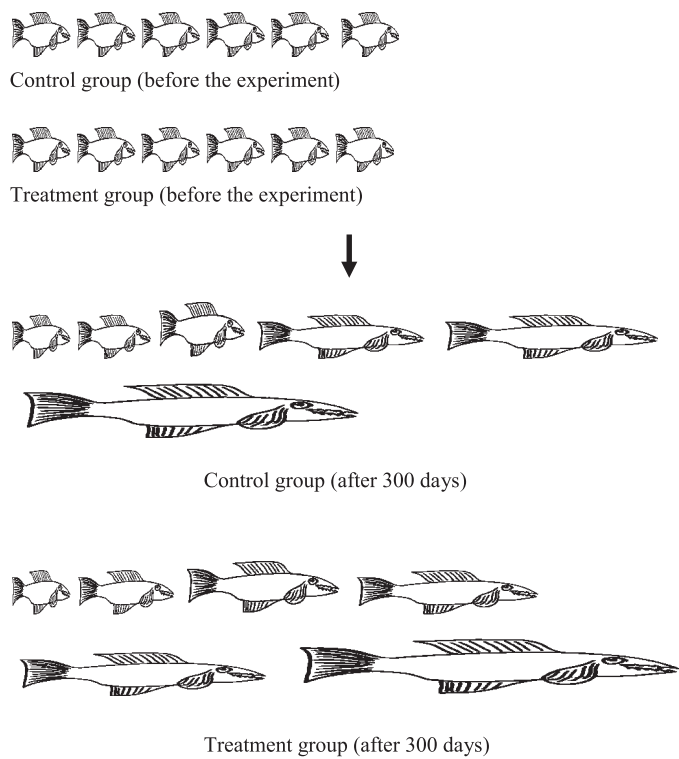 Control group (before the experiment)
Treatment group (before the experiment)
Control group (after 300 days)
Treatment group (after 300 days)